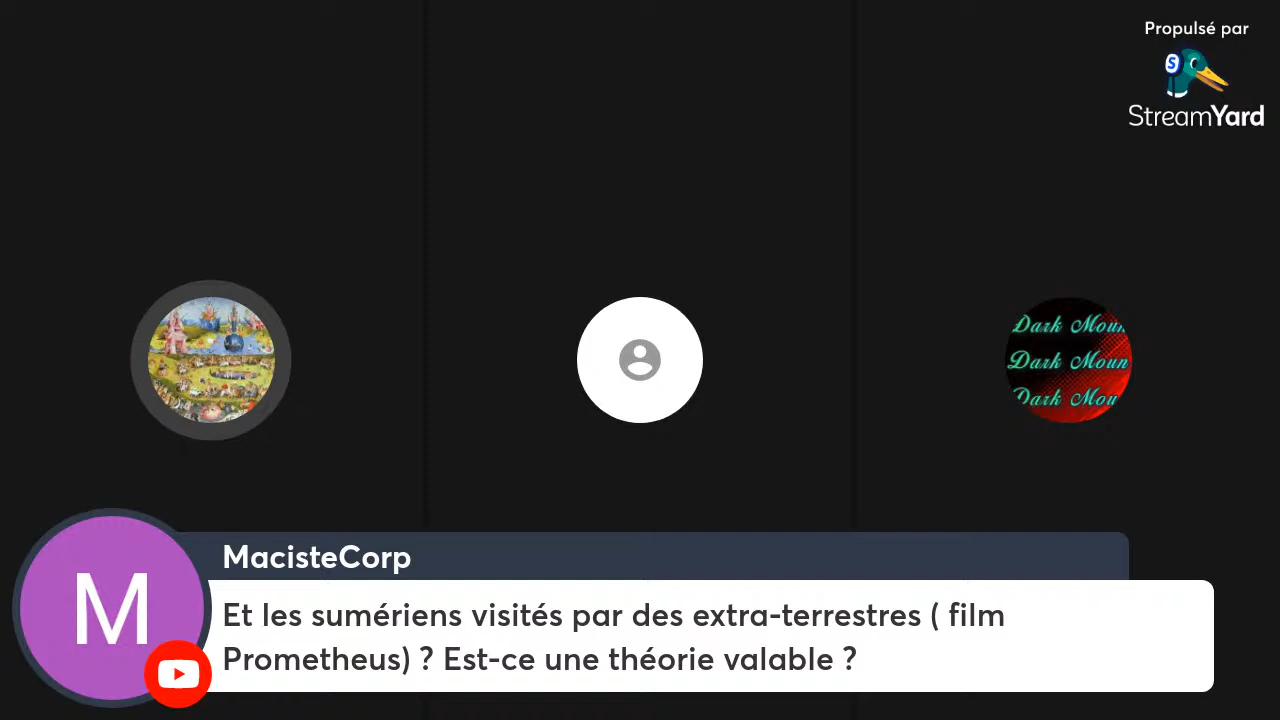 Propulsé par
StreamYard
S
Dark Moun
Dark Moun
Dark Mou
MacisteCorp
M
Et les sumériens visités par des extra-terrestres ( film
Prometheus) ? Est-ce une théorie valable ?